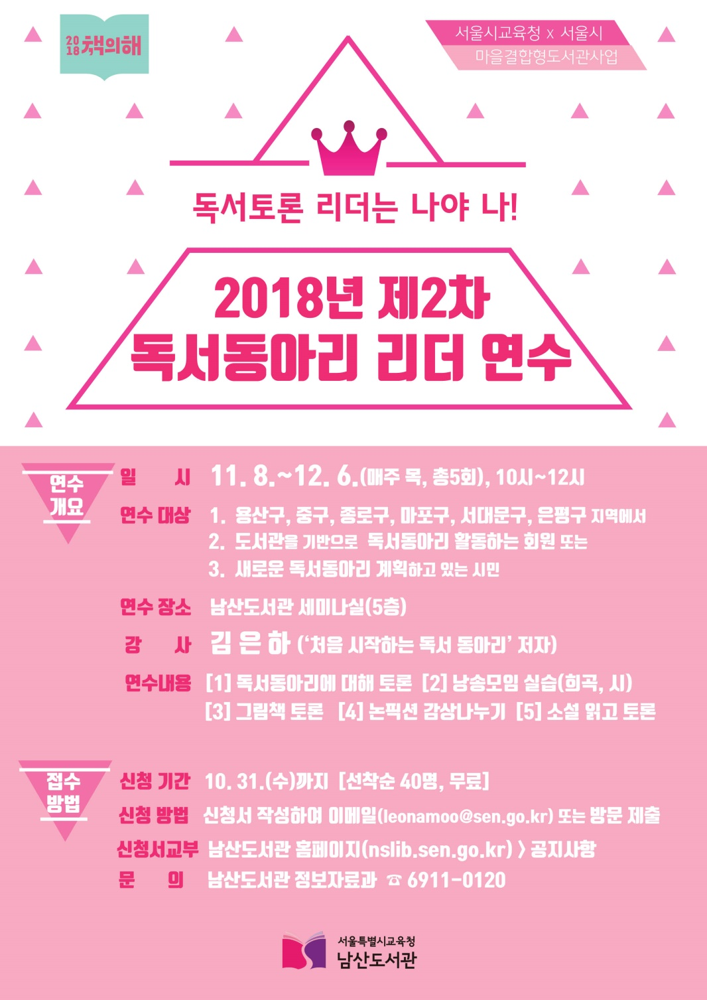 2018 책의해
서울시교육청 x 서울시
마을결합형도서관사업
독서토론 리더는 나야 나!
2018년 제2차
독서동아리 리더 연수
연수
개요
일 시 11. 8.~12. 6.(매주 목, 총5회), 10시~12시
연수 대상 1. 용산구, 중구, 종로구, 마포구, 서대문구, 은평구 지역에서
2. 도서관을 기반으로 독서동아리 활동하는 회원 또는
3. 새로운 독서동아리 계획하고 있는 시민
연수 장소 남산도서관 세미나실(5층)
강 사 김 은 하 (‘처음 시작하는 독서 동아리’ 저자)
연수내용 [1] 독서동아리에 대해 토론 [2] 낭송모임 실습(희곡, 시)
[3] 그림책 토론 [4] 논픽션 감상나누기 [5] 소설 읽고 토론
접수
방법
신청 기간 10. 31.(수)까지 [선착순 40명, 무료]
신청 방법 신청서 작성하여 이메일(leonamoo@sen.go.kr) 또는 방문 제출
신청서교부 남산도서관 홈페이지(nslib.sen.go.kr) > 공지사항
문 의 남산도서관 정보자료과 ☎ 6911-0120
서울특별시교육청
남산도서관